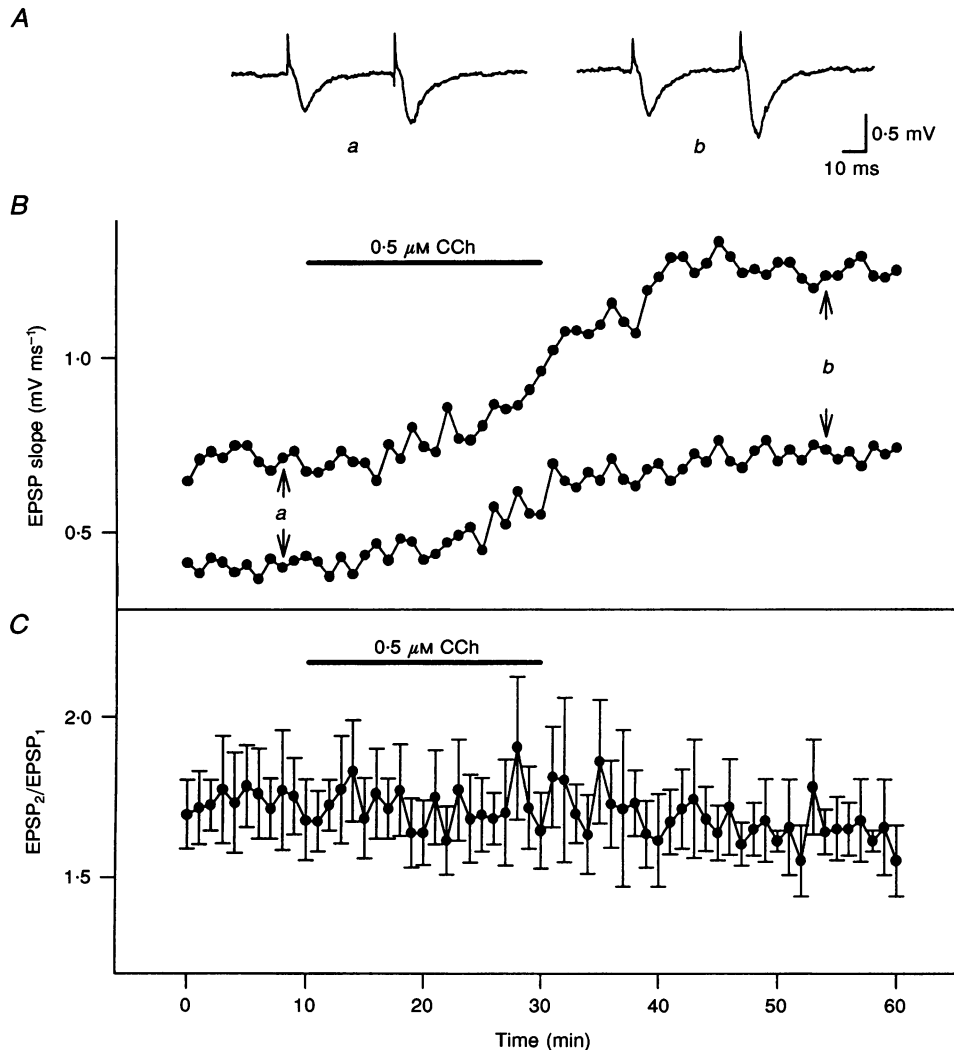 A
a
b
0·5 mV
10 ms
B
0·5 μM CCh
EPSP slope (mV ms⁻¹)
1·0
0·5
a
b
C
0·5 μM CCh
EPSP₂/EPSP₁
2·0
1·5
0 10 20 30 40 50 60
Time (min)